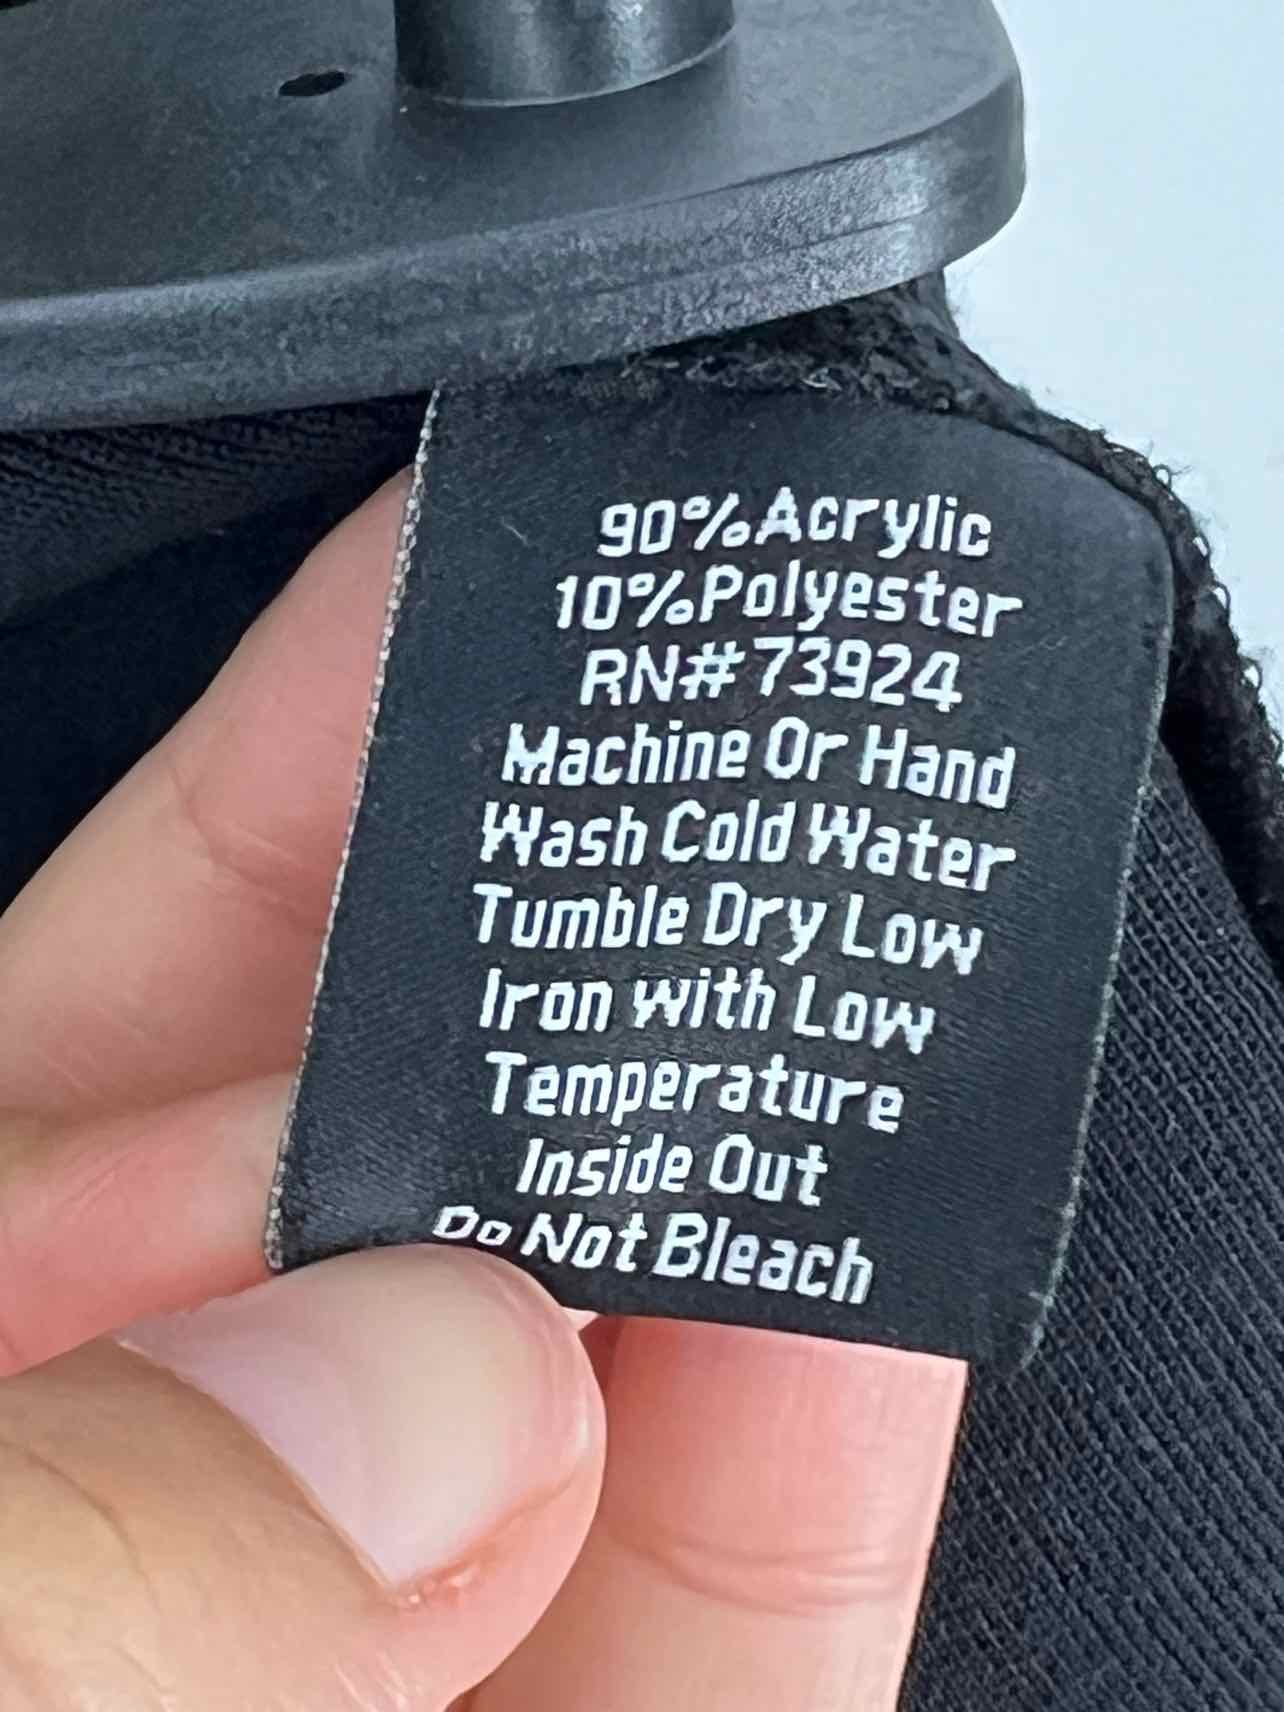 90%Acrylic
10%Polyester
RN#73924
Machine Or Hand
Wash Cold Water
Tumble Dry Low
Iron with Low
Temperature
Inside Out
Do Not Bleach